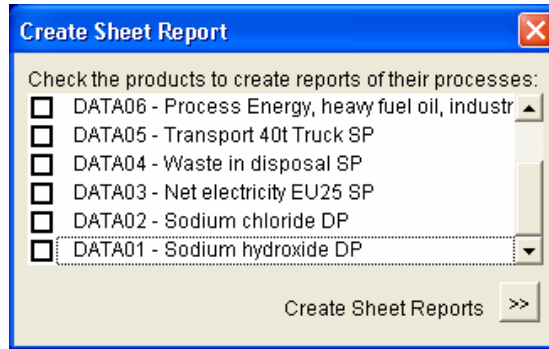 Create Sheet Report
Check the products to create reports of their processes:
DATA06 - Process Energy, heavy fuel oil, industr
DATA05 - Transport 40t Truck SP
DATA04 - Waste in disposal SP
DATA03 - Net electricity EU25 SP
DATA02 - Sodium chloride DP
DATA01 - Sodium hydroxide DP
Create Sheet Reports >>